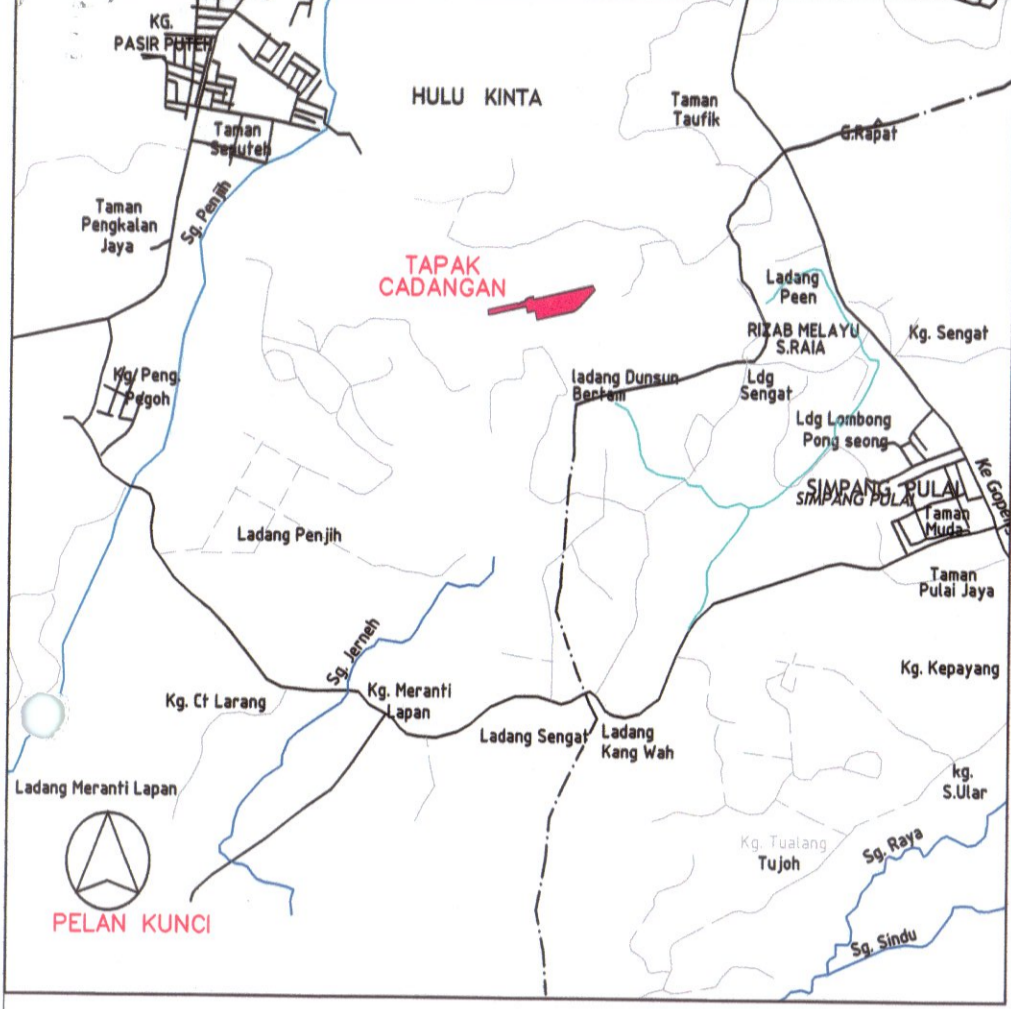 KG.
PASIR PUTEH
HULU KINTA
Taman
Taufik
G.Rapat
Taman
Seputeh
Taman
Pengkalan
Jaya
Sg. Penjih
TAPAK
CADANGAN
Ladang
Peen
RIZAB MELAYU
S.RAIA
Kg. Sengat
Kg. Peng.
Pegoh
ladang Dunsun
Bertam
Ldg
Sengat
Ldg Lombong
Pong seong
SIMPANG PULAI
SIMPANG PULAI
Ke Gopeng
Taman
Muda
Ladang Penjih
Taman
Pulai Jaya
Sg. Jerneh
Kg. Kepayang
Kg. Ct Larang
Kg. Meranti
Lapan
Ladang Sengat
Ladang
Kang Wah
kg.
S.Ular
Ladang Meranti Lapan
Kg. Tualang
Tujoh
Sg. Raya
PELAN KUNCI
Sg. Sindu